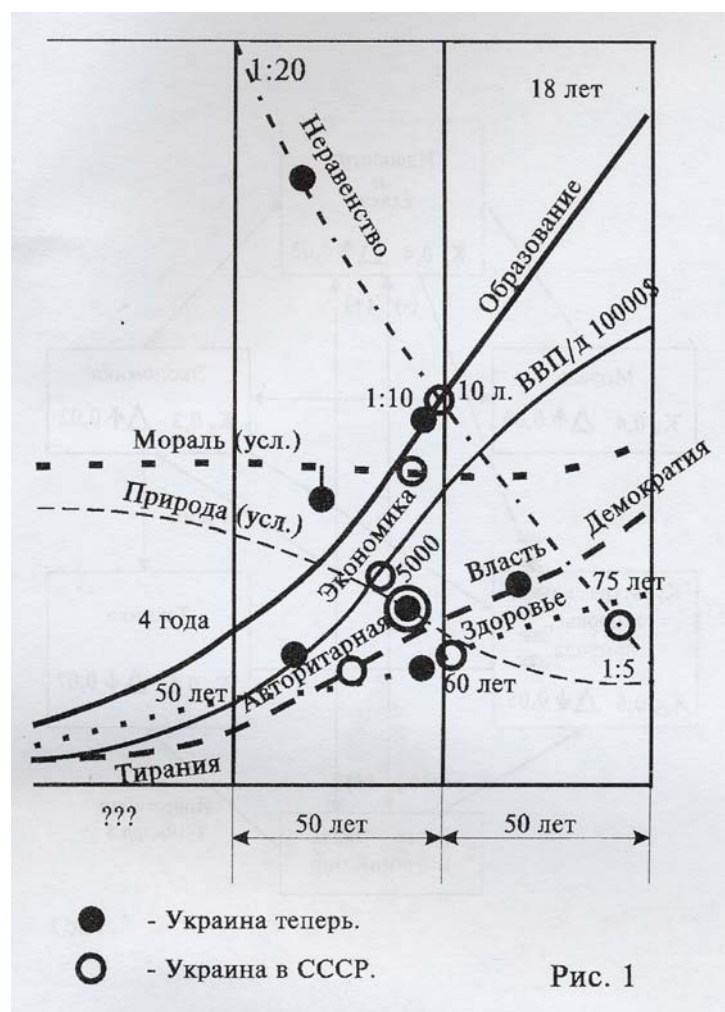 1:20
18 лет
Неравенство
Образование
ВВП/д 10000$
1:10
10 л.
Мораль (усл.)
Природа (усл.)
Экономика
5000
Власть
Демократия
4 года
Здоровье
75 лет
50 лет
Авторитарная
60 лет
1:5
Тирания
???
50 лет
50 лет
- Украина теперь.
- Украина в СССР.
Рис. 1